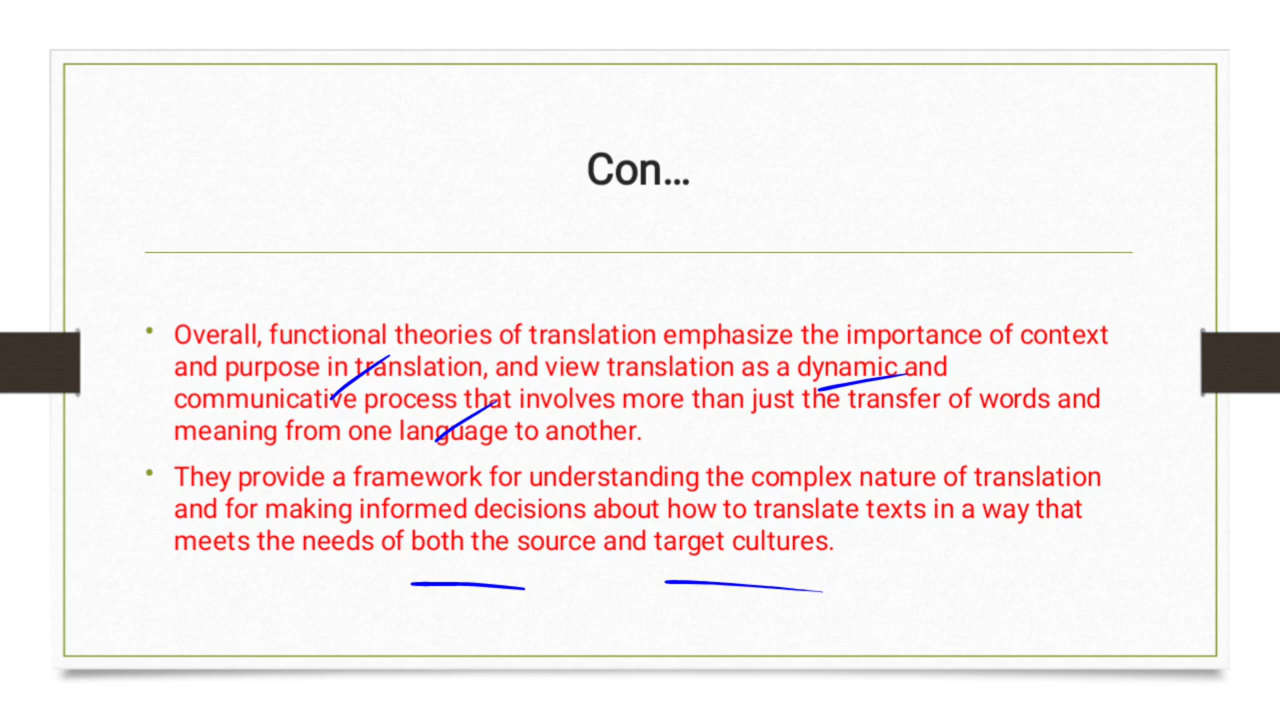 Con...
• Overall, functional theories of translation emphasize the importance of context
and purpose in translation, and view translation as a dynamic and
communicative process that involves more than just the transfer of words and
meaning from one language to another.
• They provide a framework for understanding the complex nature of translation
and for making informed decisions about how to translate texts in a way that
meets the needs of both the source and target cultures.